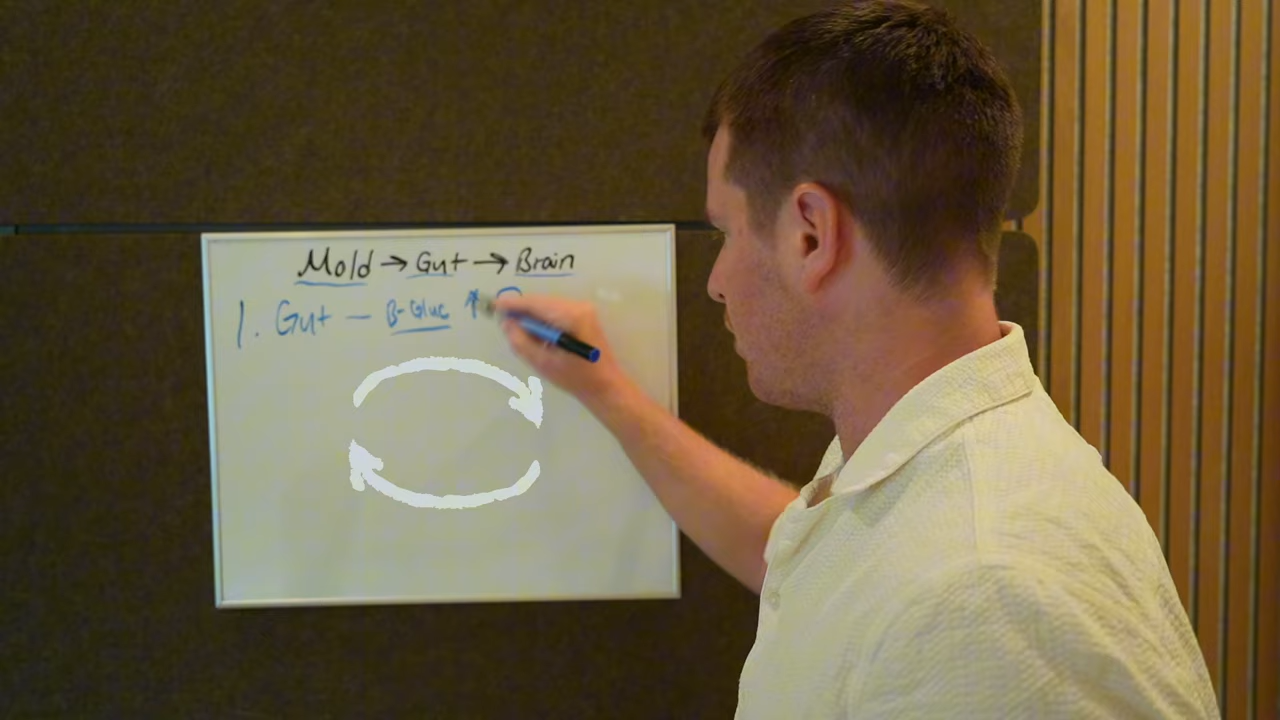 Mold → Gut → Brain
1. Gut — β-Gluc ↑